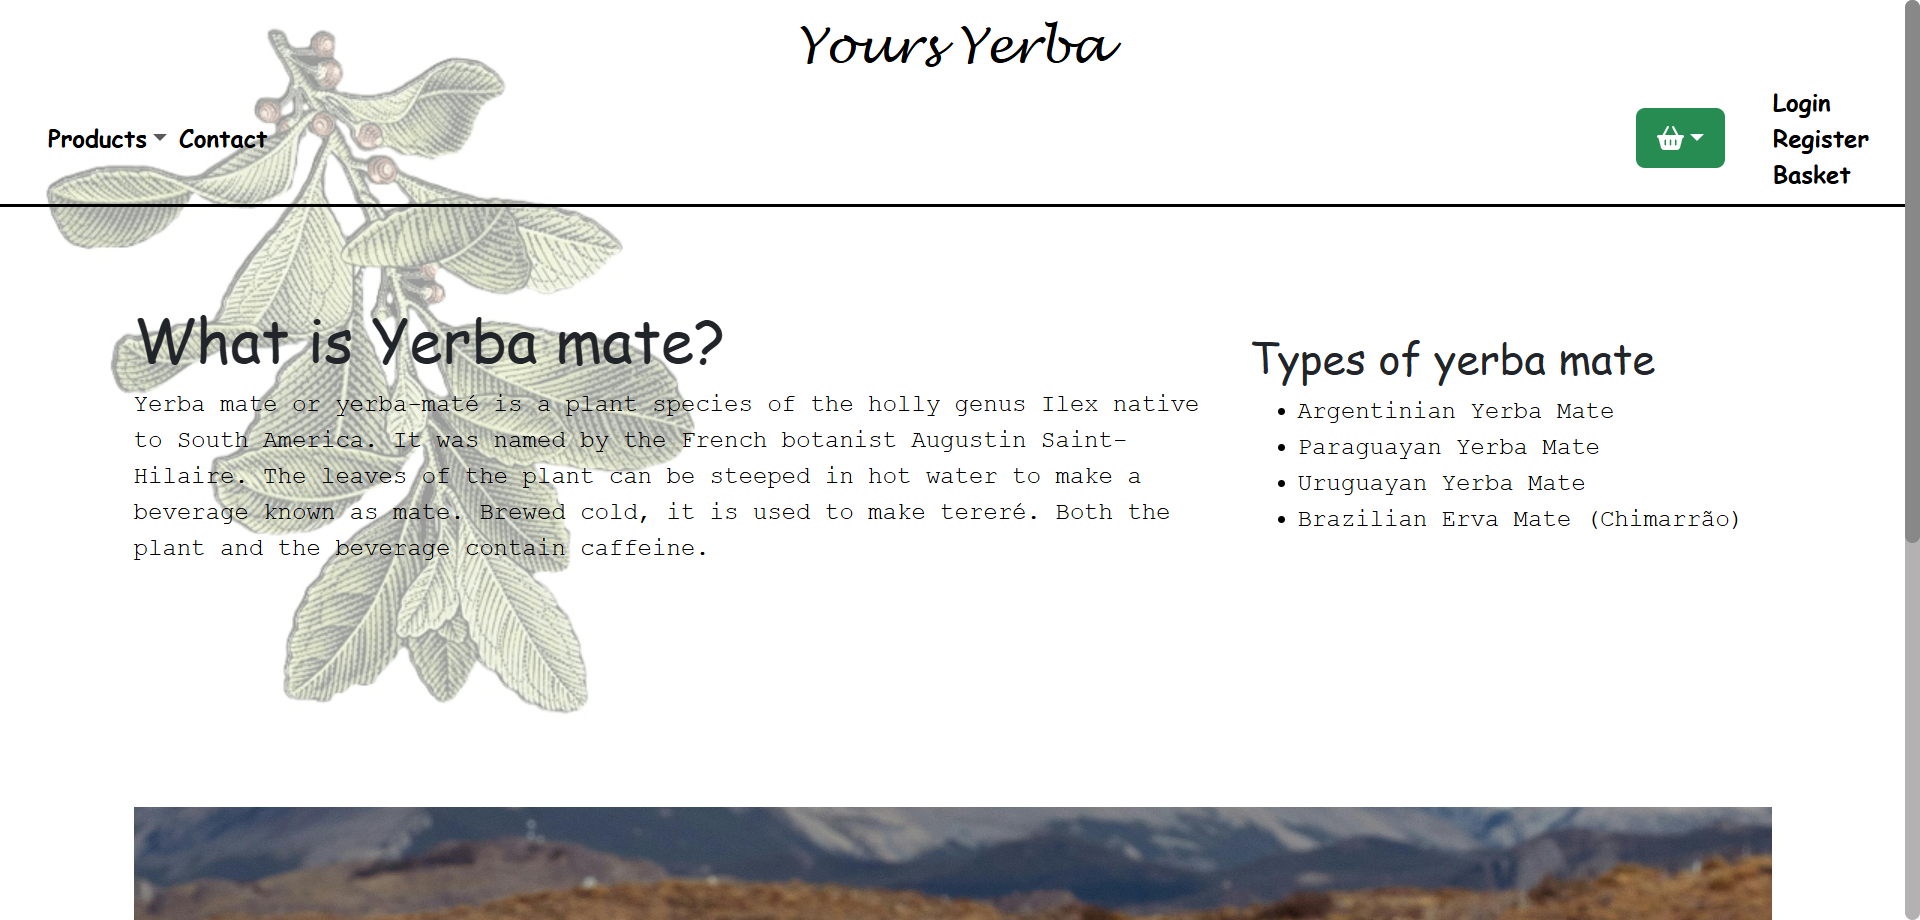 Yours Yerba
Products
Contact
Login
Register
Basket
What is Yerba mate?
Yerba mate or yerba-maté is a plant species of the holly genus Ilex native
to South America. It was named by the French botanist Augustin Saint-
Hilaire. The leaves of the plant can be steeped in hot water to make a
beverage known as mate. Brewed cold, it is used to make tereré. Both the
plant and the beverage contain caffeine.
Types of yerba mate
Argentinian Yerba Mate
Paraguayan Yerba Mate
Uruguayan Yerba Mate
Brazilian Erva Mate (Chimarrão)